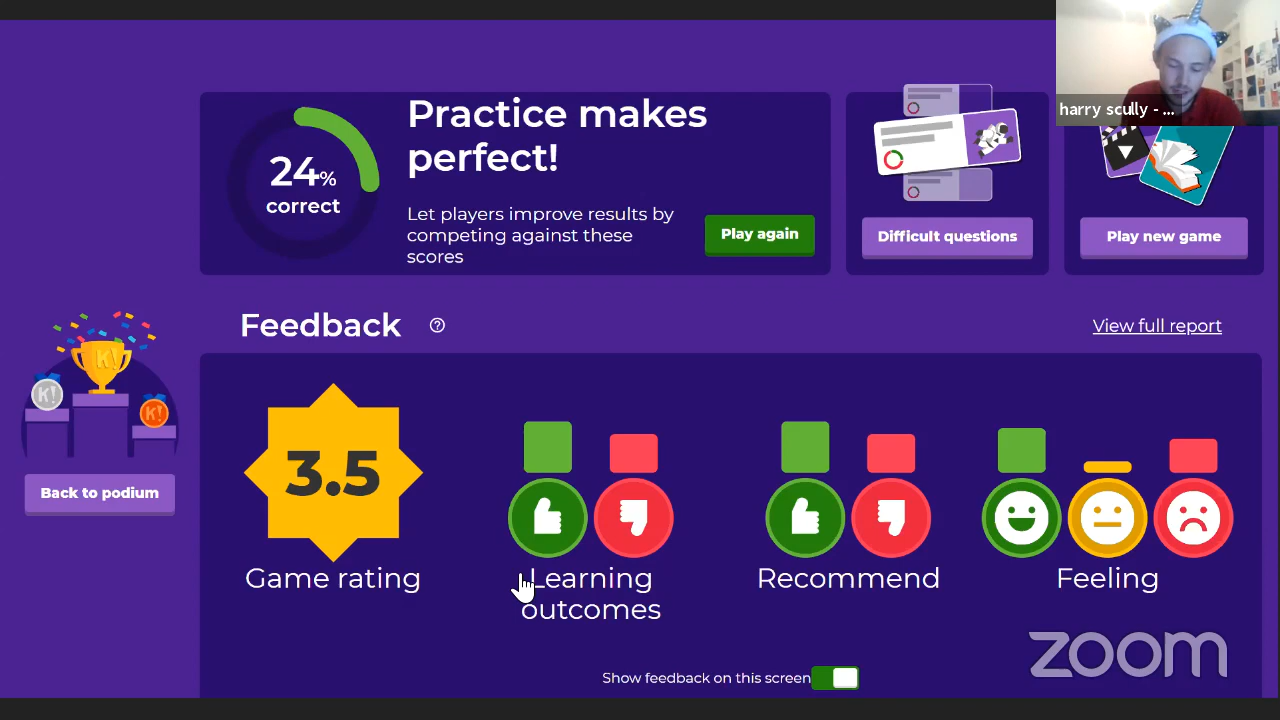 harry scully - ...
Practice makes
perfect!
24%
correct
Let players improve results by
competing against these
scores
Play again
Difficult questions
Play new game
Feedback
?
View full report
K!
K!
K!
Back to podium
3.5
Game rating
Learning
outcomes
Recommend
Feeling
Show feedback on this screen
zoom